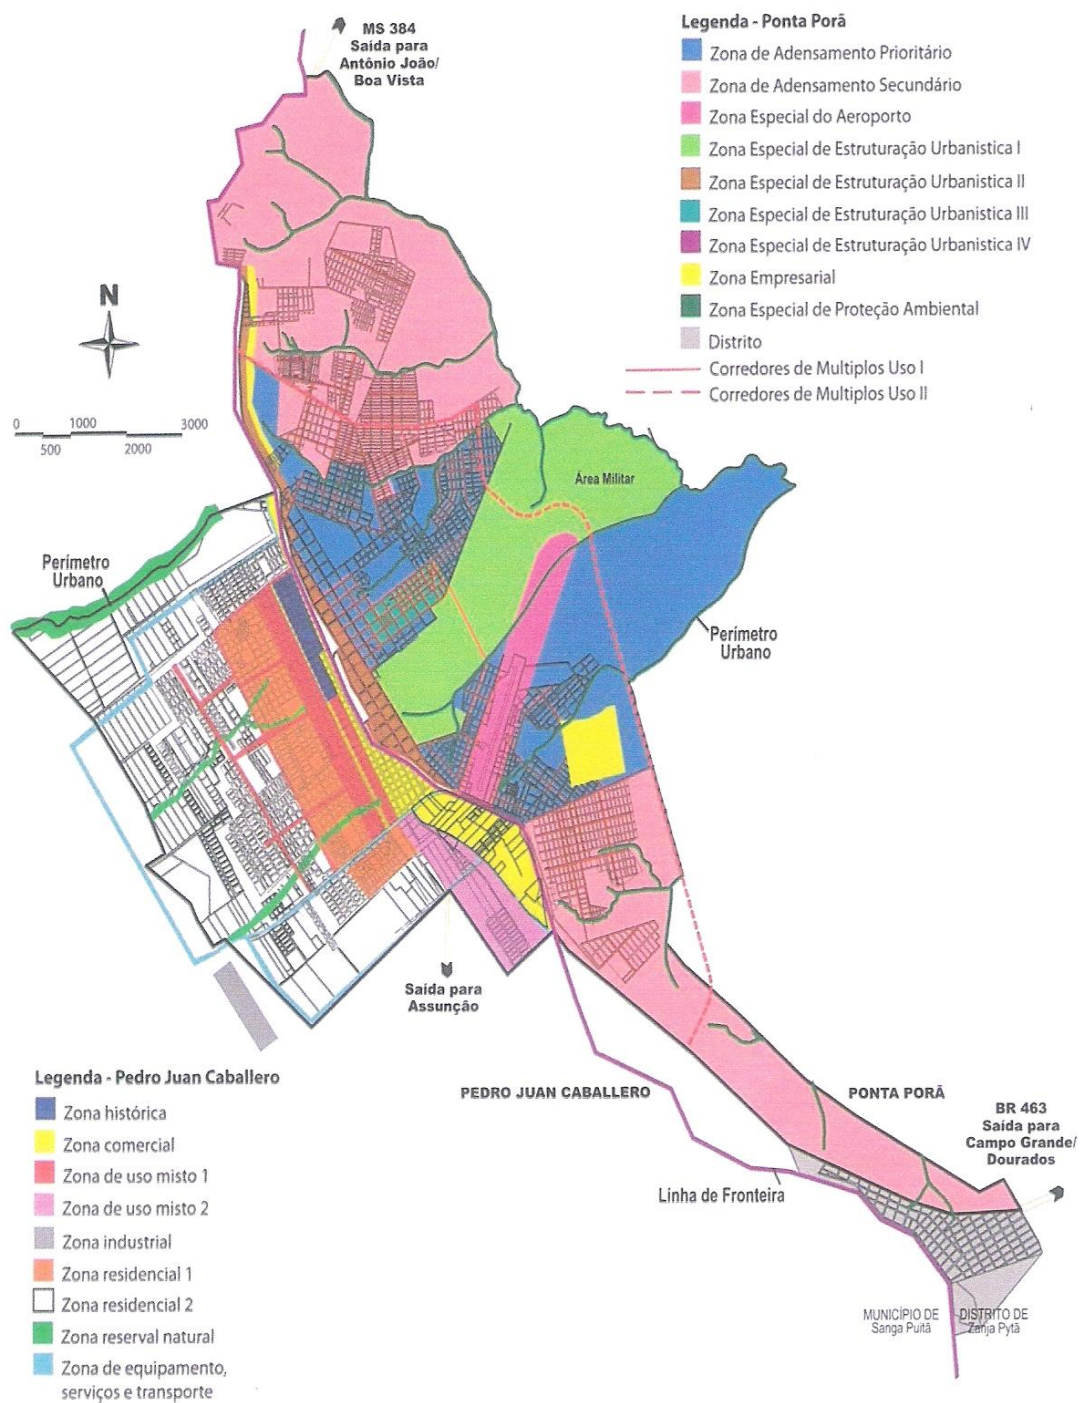 MS 384
Saída para
Antônio João/
Boa Vista
Legenda - Ponta Porã
Zona de Adensamento Prioritário
Zona de Adensamento Secundário
Zona Especial do Aeroporto
Zona Especial de Estruturação Urbanistica I
Zona Especial de Estruturação Urbanistica II
Zona Especial de Estruturação Urbanistica III
Zona Especial de Estruturação Urbanistica IV
Zona Empresarial
Zona Especial de Proteção Ambiental
Distrito
Corredores de Multiplos Uso I
Corredores de Multiplos Uso II
N
0 1000 3000
500 2000
Área Militar
Perímetro
Urbano
Perímetro
Urbano
Saída para
Assunção
PEDRO JUAN CABALLERO
PONTA PORÃ
BR 463
Saída para
Campo Grande/
Dourados
Linha de Fronteira
MUNICÍPIO DE
Sanga Puitã
DISTRITO DE
Zanja Pytã
Legenda - Pedro Juan Caballero
Zona histórica
Zona comercial
Zona de uso misto 1
Zona de uso misto 2
Zona industrial
Zona residencial 1
Zona residencial 2
Zona reserval natural
Zona de equipamento,
serviços e transporte